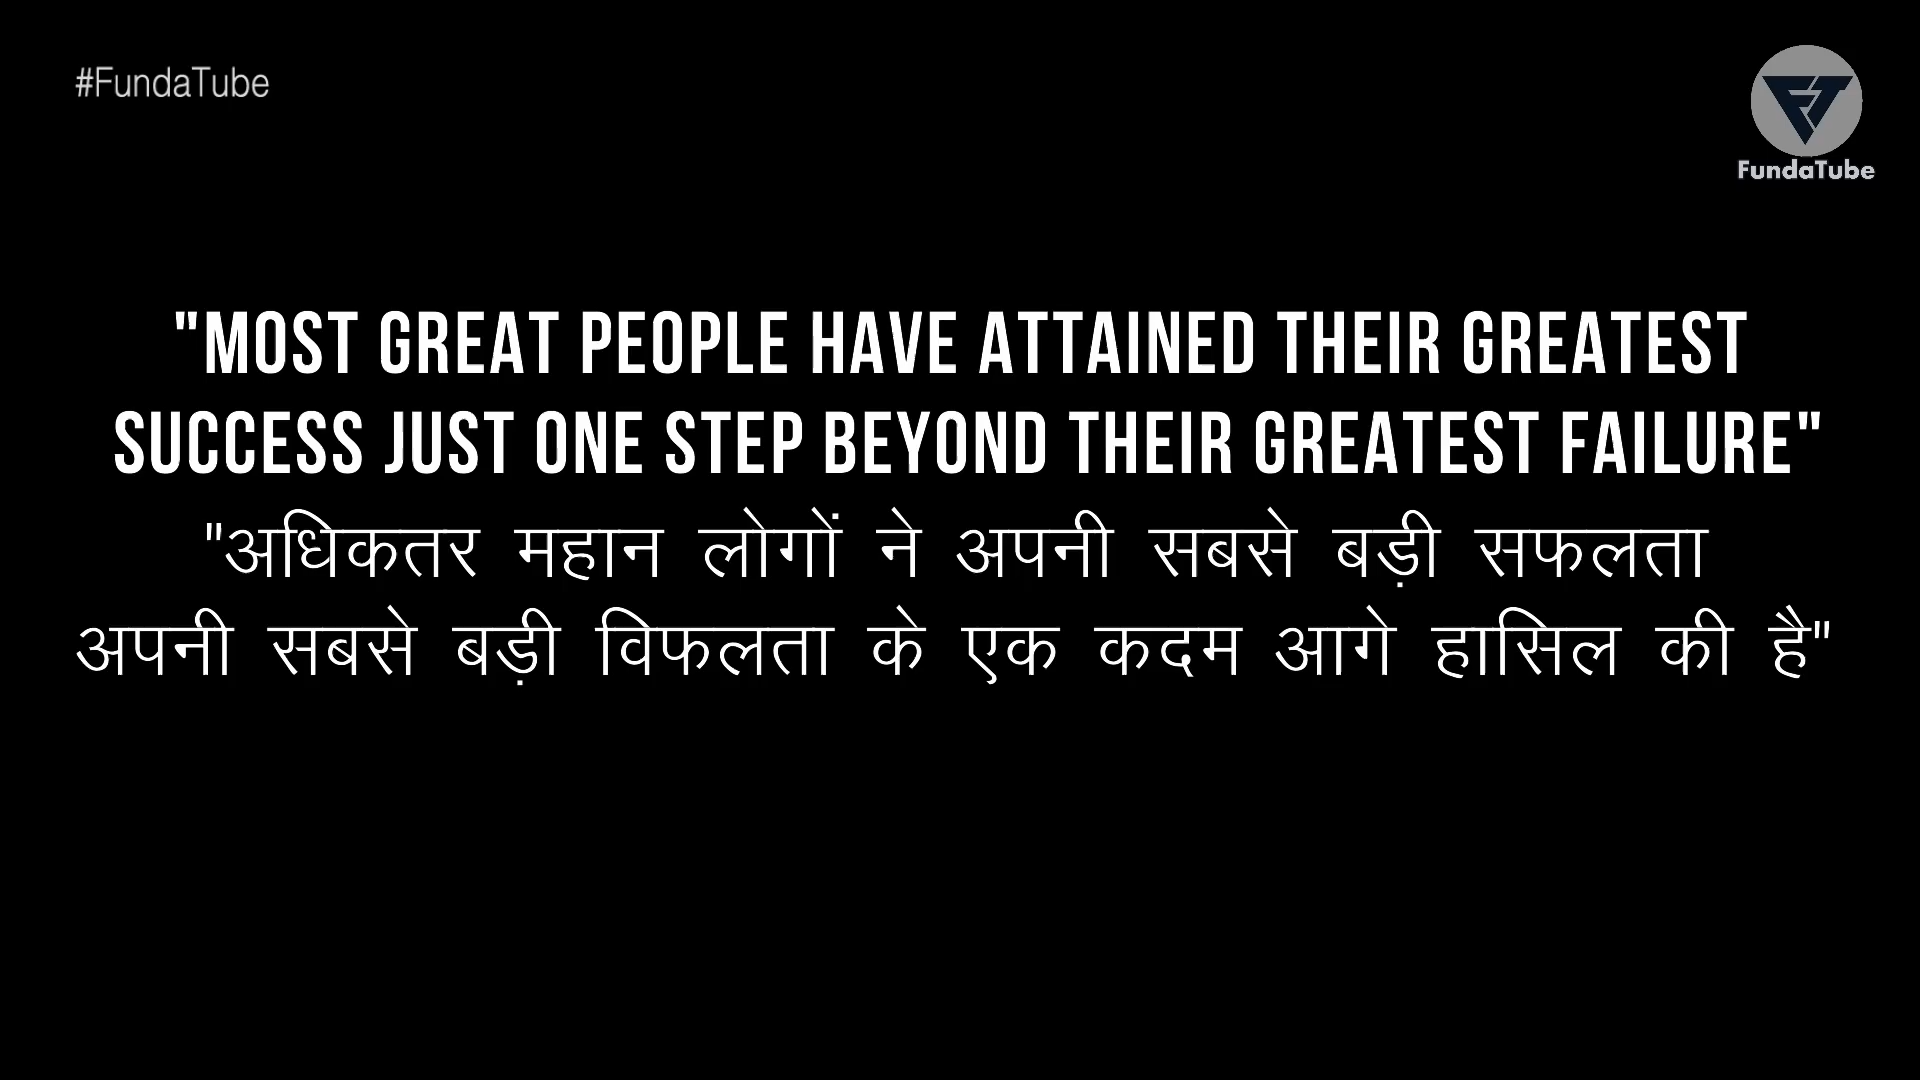 #FundaTube
FT
FundaTube
"MOST GREAT PEOPLE HAVE ATTAINED THEIR GREATEST
SUCCESS JUST ONE STEP BEYOND THEIR GREATEST FAILURE"
"अधिकतर महान लोगों ने अपनी सबसे बड़ी सफलता
अपनी सबसे बड़ी विफलता के एक कदम आगे हासिल की है"